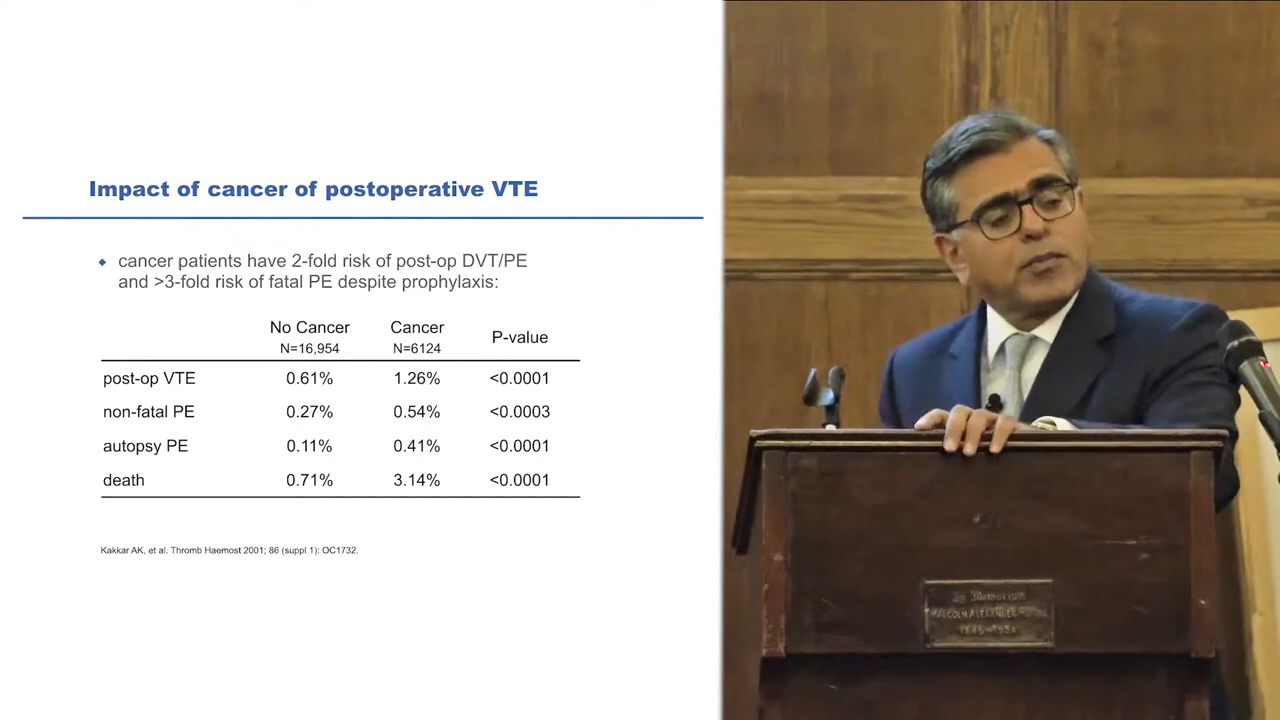 Impact of cancer of postoperative VTE
cancer patients have 2-fold risk of post-op DVT/PE
and >3-fold risk of fatal PE despite prophylaxis:
No Cancer Cancer P-value
N=16,954 N=6124
post-op VTE 0.61% 1.26% <0.0001
non-fatal PE 0.27% 0.54% <0.0003
autopsy PE 0.11% 0.41% <0.0001
death 0.71% 3.14% <0.0001
Kakkar AK, et al. Thromb Haemost 2001; 86 (suppl 1): OC1732.
MALCOLM